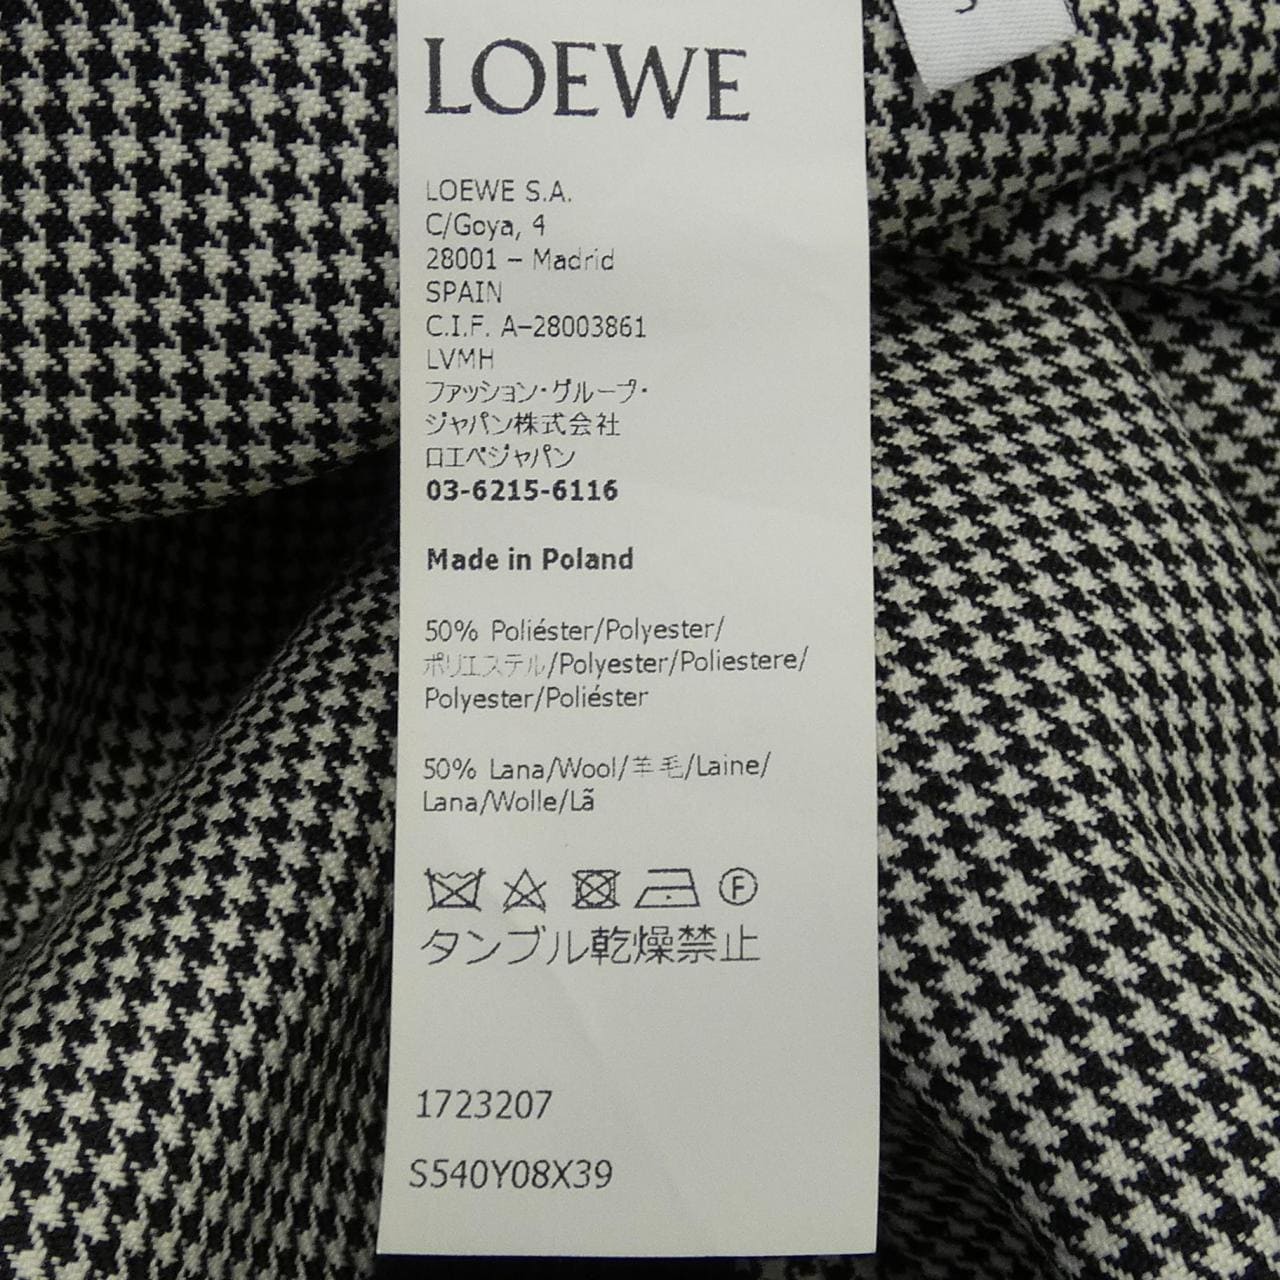 LOEWE
LOEWE S.A.
C/Goya, 4
28001 – Madrid
SPAIN
C.I.F. A–28003861
LVMH
ファッション・グループ・
ジャパン株式会社
ロエベジャパン
03-6215-6116
Made in Poland
50% Poliéster/Polyester/
ポリエステル/Polyester/Poliestere/
Polyester/Poliéster
50% Lana/Wool/羊毛/Laine/
Lana/Wolle/Lã
F
タンブル乾燥禁止
1723207
S540Y08X39